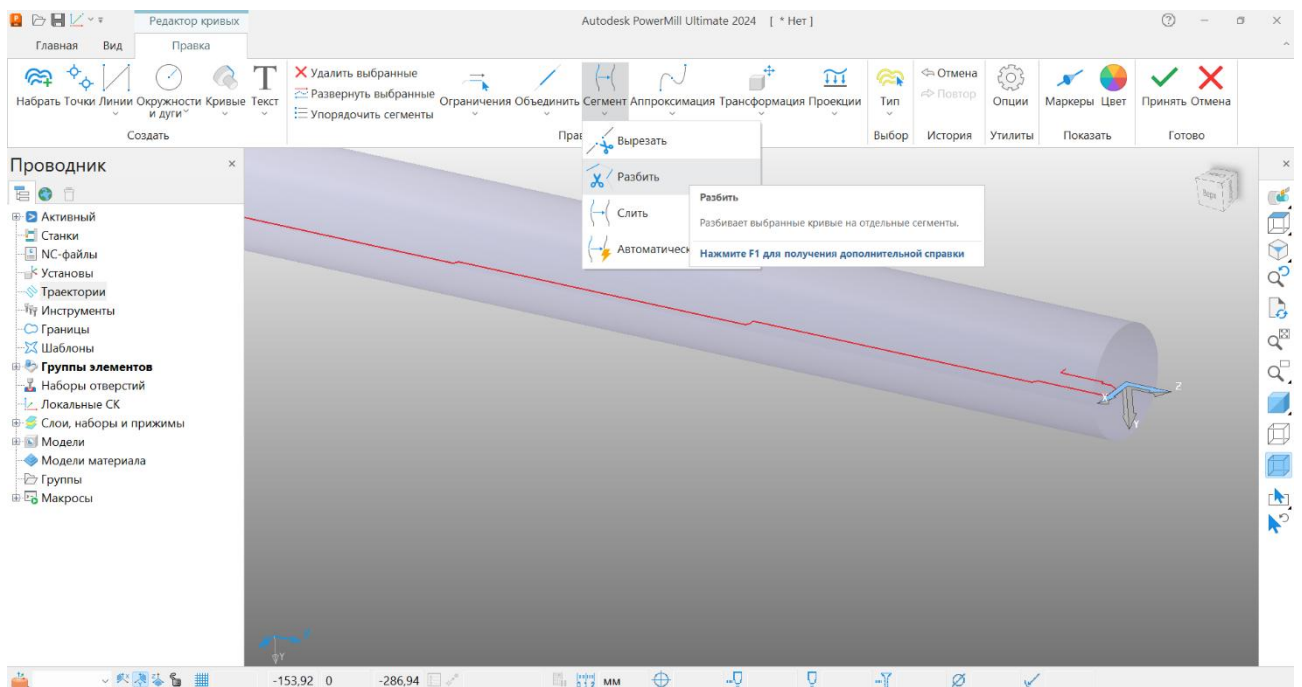 Редактор кривых
Autodesk PowerMill Ultimate 2024 [ * Нет ]
Главная Вид Правка
Удалить выбранные
Развернуть выбранные
Упорядочить сегменты
Отмена
Повтор
Набрать Точки Линии Окружности и дуги Кривые Текст
Ограничения Объединить Сегмент Аппроксимация Трансформация Проекции
Тип Опции Маркеры Цвет Принять Отмена
Создать Прав Выбор История Утилиты Показать Готово
Вырезать
Разбить
Слить
Автоматическ
Разбить
Разбивает выбранные кривые на отдельные сегменты.
Нажмите F1 для получения дополнительной справки
Проводник
Активный
Станки
NC-файлы
Установы
Траектории
Инструменты
Границы
Шаблоны
Группы элементов
Наборы отверстий
Локальные СК
Слои, наборы и прижимы
Модели
Модели материала
Группы
Макросы
Верх
X Y Z
Y
-153,92 0 -286,94 мм